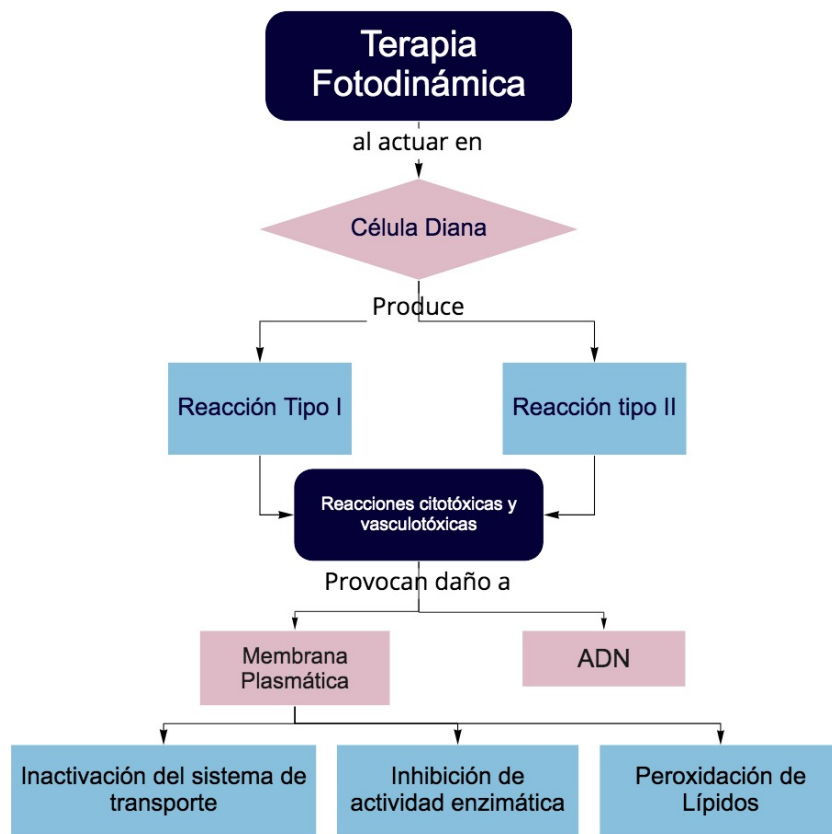 Terapia
Fotodinámica
al actuar en
Célula Diana
Produce
Reacción Tipo I
Reacción tipo II
Reacciones citotóxicas y
vasculotóxicas
Provocan daño a
Membrana
Plasmática
ADN
Inactivación del sistema de
transporte
Inhibición de
actividad enzimática
Peroxidación de
Lípidos